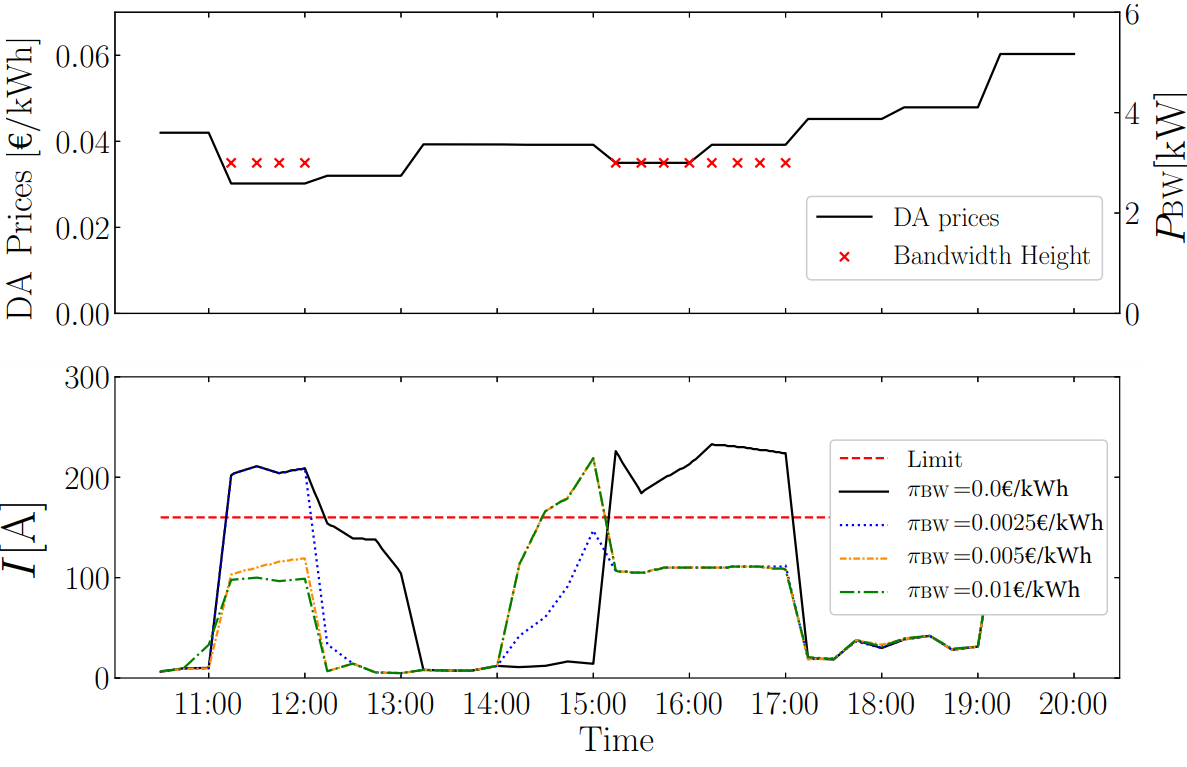 DA Prices [€/kWh]
0.06
0.04
0.02
0.00
6
4
2
0
P_BW[kW]
DA prices
Bandwidth Height
I[A]
300
200
100
0
Limit
π_BW=0.0€/kWh
π_BW=0.0025€/kWh
π_BW=0.005€/kWh
π_BW=0.01€/kWh
11:00 12:00 13:00 14:00 15:00 16:00 17:00 18:00 19:00 20:00
Time